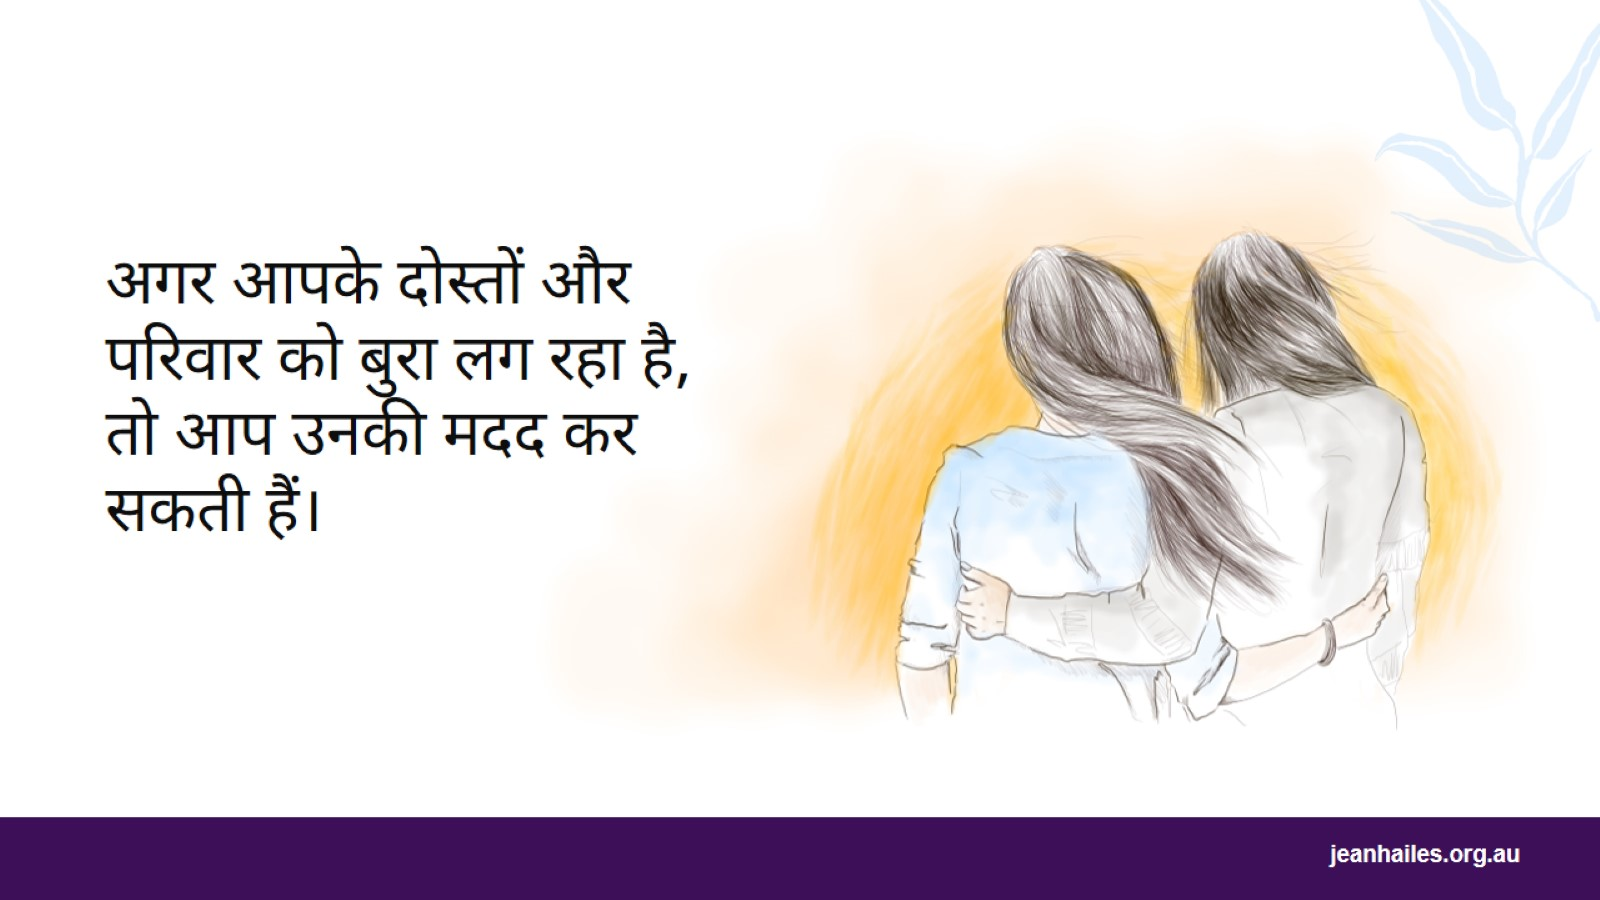 अगर आपके दोस्तों और
परिवार को बुरा लग रहा है,
तो आप उनकी मदद कर
सकती हैं।
jeanhailes.org.au